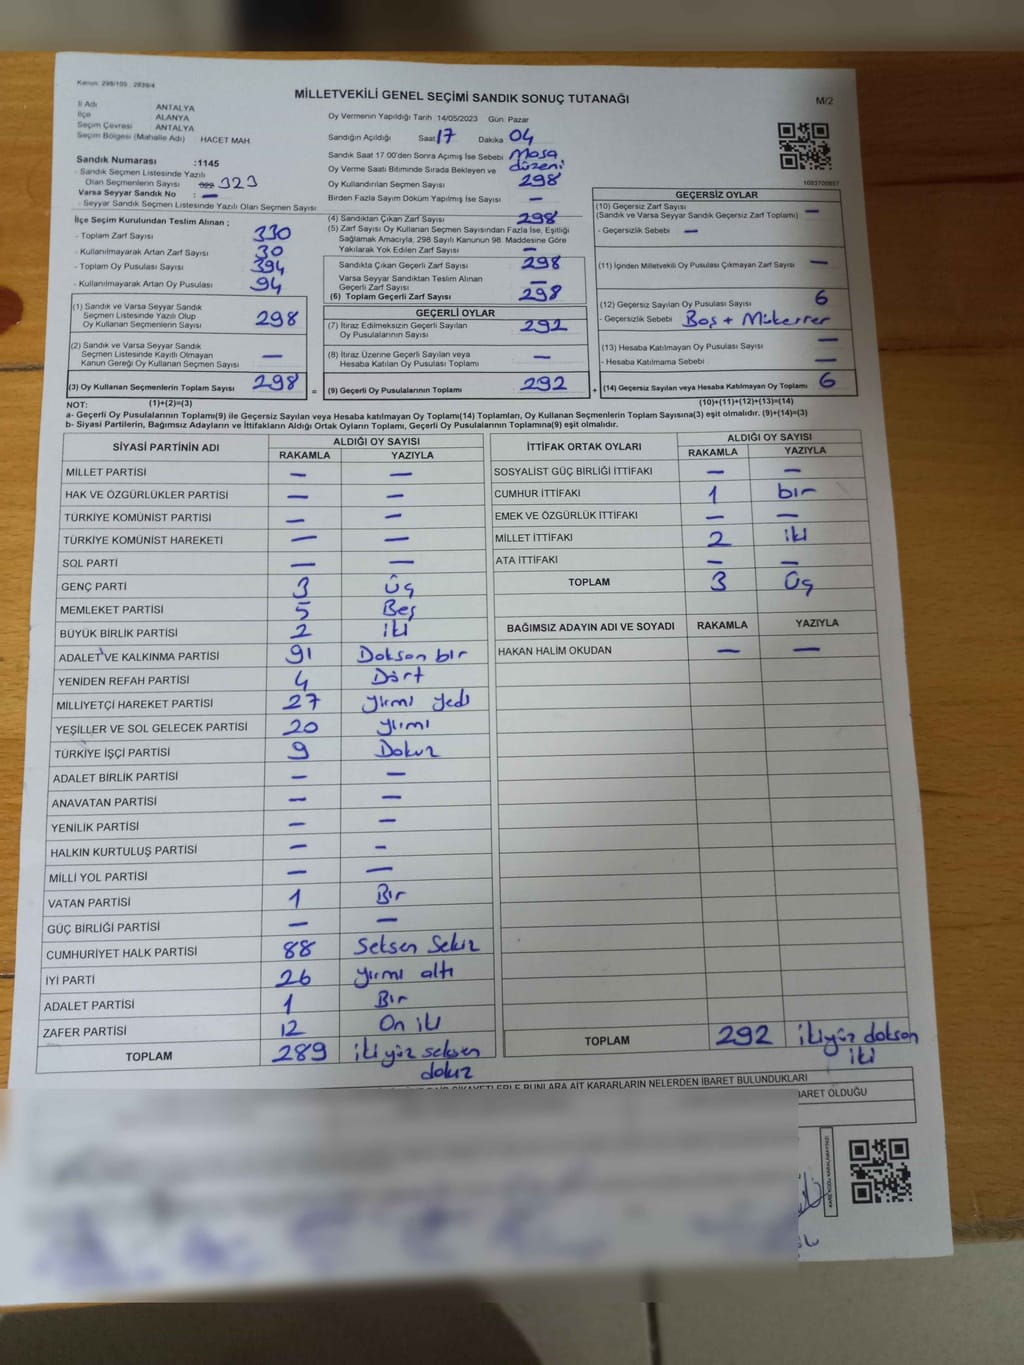 Kanun: 298/105 , 2839/4
MİLLETVEKİLİ GENEL SEÇİMİ SANDIK SONUÇ TUTANAĞI
M/2
İl Adı ANTALYA
İlçe ALANYA
Seçim Çevresi ANTALYA
Seçim Bölgesi (Mahalle Adı) HACET MAH
Oy Vermenin Yapıldığı Tarih 14/05/2023 Gün Pazar
Sandığın Açıldığı Saat 17 Dakika 04
Sandık Saat 17.00'den Sonra Açımış İse Sebebi Masa düzeni
Sandık Numarası :1145
- Sandık Seçmen Listesinde Yazılı
Olan Seçmenlerin Sayısı 323
Varsa Seyyar Sandık No : —
- Seyyar Sandık Seçmen Listesinde Yazılı Olan Seçmen Sayısı
Oy Verme Saati Bitiminde Sırada Bekleyen ve
Oy Kullandırılan Seçmen Sayısı 298
Birden Fazla Sayım Döküm Yapılmış İse Sayısı —
İlçe Seçim Kurulundan Teslim Alınan ;
- Toplam Zarf Sayısı 330
- Kullanılmayarak Artan Zarf Sayısı 30
- Toplam Oy Pusulası Sayısı 394
- Kullanılmayarak Artan Oy Pusulası 94
(4) Sandıktan Çıkan Zarf Sayısı 298
(5) Zarf Sayısı Oy Kullanan Seçmen Sayısından Fazla İse, Eşitliği
Sağlamak Amacıyla; 298 Sayılı Kanunun 98. Maddesine Göre
Yakılarak Yok Edilen Zarf Sayısı —
Sandıkta Çıkan Geçerli Zarf Sayısı 298
Varsa Seyyar Sandıktan Teslim Alınan
Geçerli Zarf Sayısı —
(6) Toplam Geçerli Zarf Sayısı 298
1083700657
GEÇERSİZ OYLAR
(10) Geçersiz Zarf Sayısı
(Sandık ve Varsa Seyyar Sandık Geçersiz Zarf Toplamı) —
- Geçersizlik Sebebi —
(11) İçinden Milletvekili Oy Pusulası Çıkmayan Zarf Sayısı —
(12) Geçersiz Sayılan Oy Pusulası Sayısı 6
- Geçersizlik Sebebi Boş + Mükerrer
(13) Hesaba Katılmayan Oy Pusulası Sayısı —
- Hesaba Katılmama Sebebi —
(1) Sandık ve Varsa Seyyar Sandık
Seçmen Listesinde Yazılı Olup
Oy Kullanan Seçmenlerin Sayısı 298
(2) Sandık ve Varsa Seyyar Sandık
Seçmen Listesinde Kayıtlı Olmayan
Kanun Gereği Oy Kullanan Seçmen Sayısı —
GEÇERLİ OYLAR
(7) İtiraz Edilmeksizin Geçerli Sayılan
Oy Pusulalarının Sayısı 292
(8) İtiraz Üzerine Geçerli Sayılan veya
Hesaba Katılan Oy Pusulası Toplamı —
(3) Oy Kullanan Seçmenlerin Toplam Sayısı 298 = (9) Geçerli Oy Pusulalarının Toplamı 292 + (14) Geçersiz Sayılan veya Hesaba Katılmayan Oy Toplamı 6
NOT: (1)+(2)=(3) (10)+(11)+(12)+(13)=(14)
a- Geçerli Oy Pusulalarının Toplamı(9) ile Geçersiz Sayılan veya Hesaba katılmayan Oy Toplamı(14) Toplamları, Oy Kullanan Seçmenlerin Toplam Sayısına(3) eşit olmalıdır. (9)+(14)=(3)
b- Siyasi Partilerin, Bağımsız Adayların ve İttifakların Aldığı Ortak Oyların Toplamı, Geçerli Oy Pusulalarının Toplamına(9) eşit olmalıdır.
SİYASİ PARTİNİN ADI ALDIĞI OY SAYISI
RAKAMLA YAZIYLA
MİLLET PARTİSİ — —
HAK VE ÖZGÜRLÜKLER PARTİSİ — —
TÜRKİYE KOMÜNİST PARTİSİ — —
TÜRKİYE KOMÜNİST HAREKETİ — —
SOL PARTİ — —
GENÇ PARTİ 3 Üç
MEMLEKET PARTİSİ 5 Beş
BÜYÜK BİRLİK PARTİSİ 2 iki
ADALET VE KALKINMA PARTİSİ 91 Doksan bir
YENİDEN REFAH PARTİSİ 4 Dört
MİLLİYETÇİ HAREKET PARTİSİ 27 yirmi yedi
YEŞİLLER VE SOL GELECEK PARTİSİ 20 yirmi
TÜRKİYE İŞÇİ PARTİSİ 9 Dokuz
ADALET BİRLİK PARTİSİ — —
ANAVATAN PARTİSİ — —
YENİLİK PARTİSİ — —
HALKIN KURTULUŞ PARTİSİ — —
MİLLİ YOL PARTİSİ — —
VATAN PARTİSİ 1 Bir
GÜÇ BİRLİĞİ PARTİSİ — —
CUMHURİYET HALK PARTİSİ 88 Seksen Sekiz
İYİ PARTİ 26 yirmi altı
ADALET PARTİSİ 1 Bir
ZAFER PARTİSİ 12 On iki
TOPLAM 289 iki yüz seksen dokuz
İTTİFAK ORTAK OYLARI ALDIĞI OY SAYISI
RAKAMLA YAZIYLA
SOSYALİST GÜÇ BİRLİĞİ İTTİFAKI — —
CUMHUR İTTİFAKI 1 bir
EMEK VE ÖZGÜRLÜK İTTİFAKI — —
MİLLET İTTİFAKI 2 iki
ATA İTTİFAKI — —
TOPLAM 3 Üç
BAĞIMSIZ ADAYIN ADI VE SOYADI RAKAMLA YAZIYLA
HAKAN HALİM OKUDAN — —
TOPLAM 292 ikiyüz doksan iki
BUNLARA AİT KARARLARIN NELERDEN İBARET BULUNDUKLARI
İBARET OLDUĞU